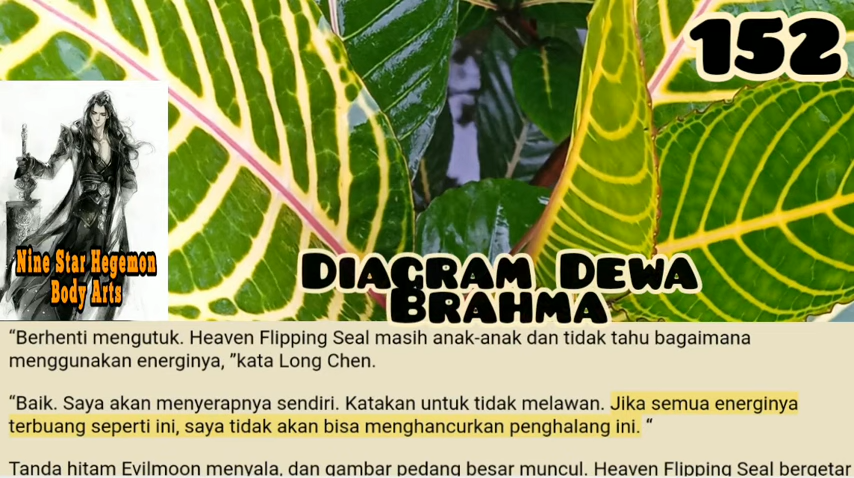 152
Nine Star Hegemon
Body Arts
Diagram Dewa
Brahma
“Berhenti mengutuk. Heaven Flipping Seal masih anak-anak dan tidak tahu bagaimana
menggunakan energinya, ”kata Long Chen.
“Baik. Saya akan menyerapnya sendiri. Katakan untuk tidak melawan. Jika semua energinya
terbuang seperti ini, saya tidak akan bisa menghancurkan penghalang ini. “
Tanda hitam Evilmoon menyala, dan gambar pedang besar muncul. Heaven Flipping Seal bergetar